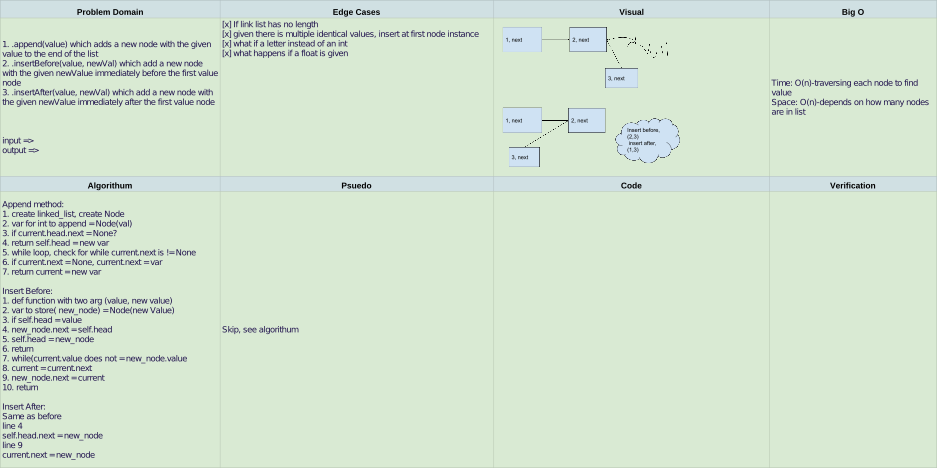 Problem Domain
Edge Cases
Visual
Big O
1. .append(value) which adds a new node with the given
value to the end of the list
2. .insertBefore(value, newVal) which add a new node
with the given newValue immediately before the first value
node
3. .insertAfter(value, newVal) which add a new node with
the given newValue immediately after the first value node
input =>
output =>
[x] If link list has no length
[x] given there is multiple identical values, insert at first node instance
[x] what if a letter instead of an int
[x] what happens if a float is given
1, next
2, next
3, next
1, next
2, next
3, next
Insert before,
(2,3)
insert after,
(1,3)
Time: O(n)-traversing each node to find
value
Space: O(n)-depends on how many nodes
are in list
Algorithum
Psuedo
Code
Verification
Append method:
1. create linked_list, create Node
2. var for int to append = Node(val)
3. if current.head.next = None?
4. return self.head = new var
5. while loop, check for while current.next is != None
6. if current.next = None, current.next = var
7. return current = new var
Insert Before:
1. def function with two arg (value, new value)
2. var to store( new_node) = Node(new Value)
3. if self.head = value
4. new_node.next = self.head
5. self.head = new_node
6. return
7. while(current.value does not = new_node.value
8. current = current.next
9. new_node.next = current
10. return
Insert After:
Same as before
line 4
self.head.next = new_node
line 9
current.next = new_node
Skip, see algorithum